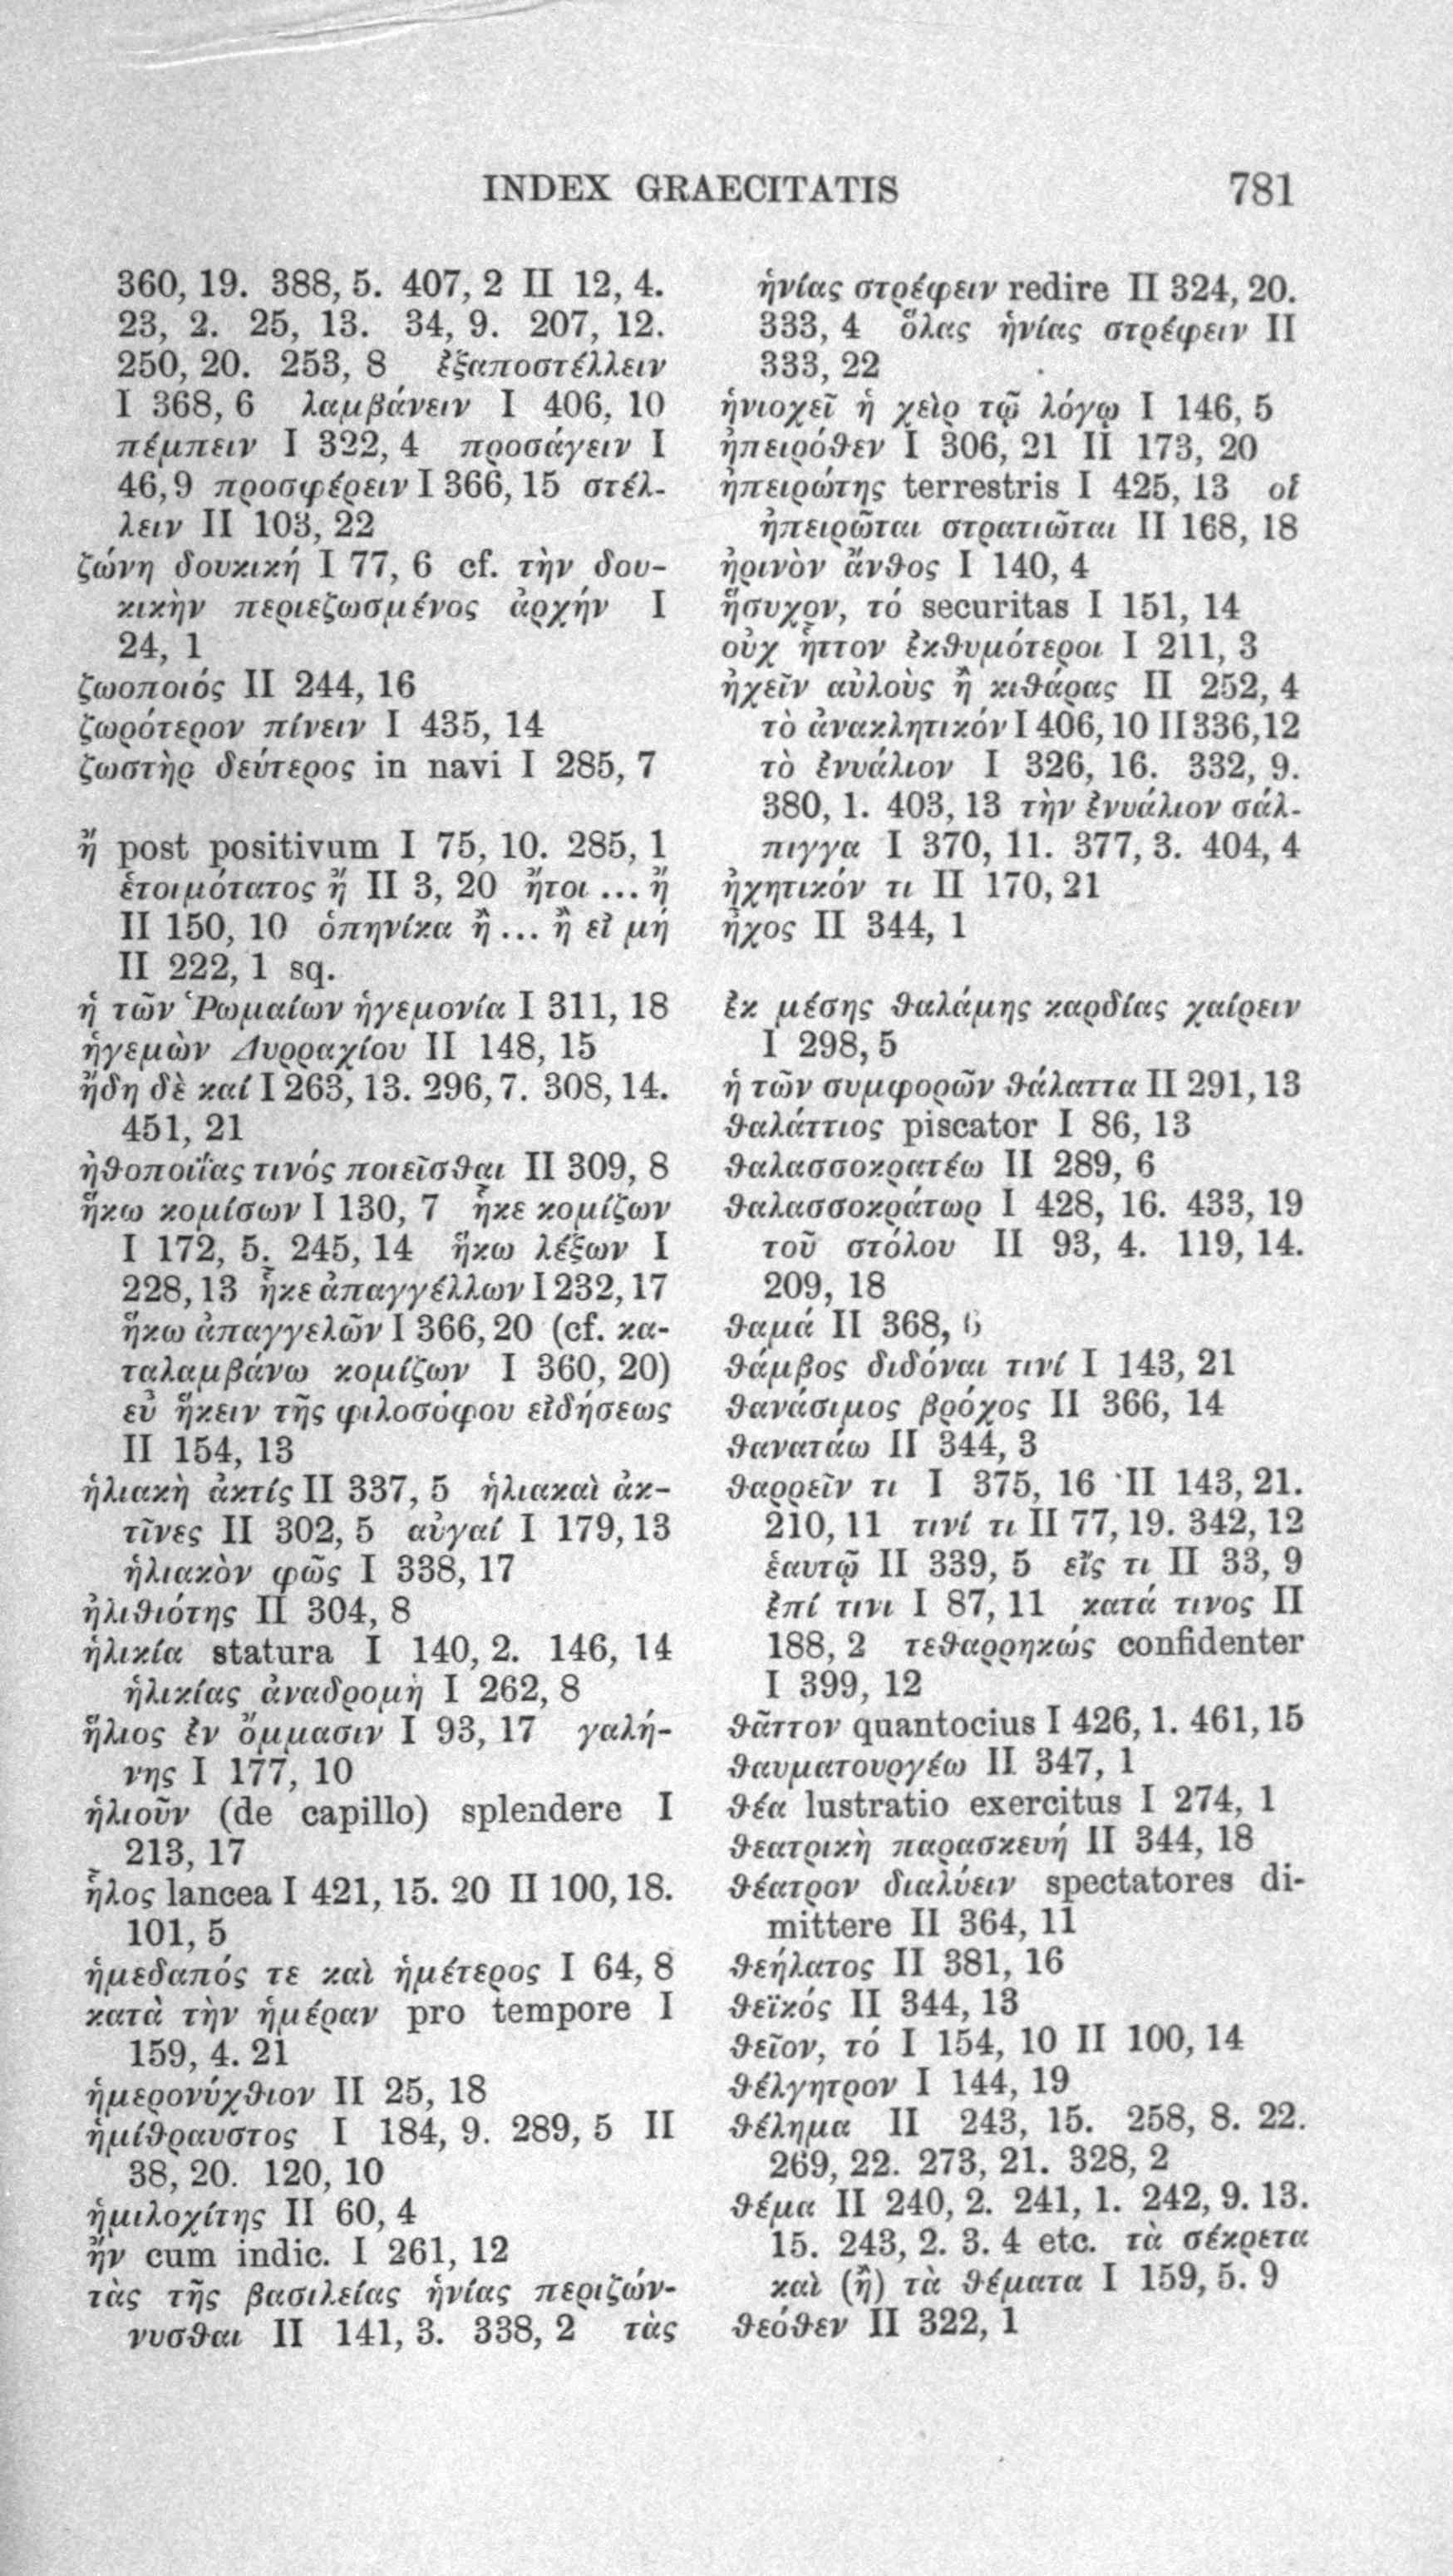 INDEX GRAECITATIS 781
360, 19. 388, 5. 407, 2 II 12, 4.
23, 2. 25, 13. 34, 9. 207, 12.
250, 20. 253, 8 ἐξαποστέλλειν
I 368, 6 λαμβάνειν I 406, 10
πέμπειν I 322, 4 προσάγειν I
46, 9 προσφέρειν I 366, 15 στέλ-
λειν II 103, 22
ζώνη δουκική I 77, 6 cf. τὴν δου-
κικὴν περιεζωσμένος ἀρχήν I
24, 1
ζωοποιός II 244, 16
ζωρότερον πίνειν I 435, 14
ζωστὴρ δεύτερος in navi I 285, 7
ἤ post positivum I 75, 10. 285, 1
ἑτοιμότατος ἤ II 3, 20 ἤτοι ... ἤ
II 150, 10 ὁπηνίκα ἢ ... ἢ εἰ μή
II 222, 1 sq.
ἡ τῶν Ῥωμαίων ἡγεμονία I 311, 18
ἡγεμὼν Δυρραχίου II 148, 15
ἤδη δὲ καί I 263, 13. 296, 7. 308, 14.
451, 21
ἠθοποιΐας τινός ποιεῖσθαι II 309, 8
ἥκω κομίσων I 130, 7 ἧκε κομίζων
I 172, 5. 245, 14 ἥκω λέξων I
228, 13 ἧκε ἀπαγγέλλων I 232, 17
ἥκω ἀπαγγελῶν I 366, 20 (cf. κα-
ταλαμβάνω κομίζων I 360, 20)
εὖ ἥκειν τῆς φιλοσόφου εἰδήσεως
II 154, 13
ἡλιακὴ ἀκτίς II 337, 5 ἡλιακαὶ ἀκ-
τῖνες II 302, 5 αὐγαί I 179, 13
ἡλιακὸν φῶς I 338, 17
ἠλιθιότης II 304, 8
ἡλικία statura I 140, 2. 146, 14
ἡλικίας ἀναδρομὴ I 262, 8
ἥλιος ἐν ὄμμασιν I 93, 17 γαλή-
νης I 177, 10
ἡλιοῦν (de capillo) splendere I
213, 17
ἧλος lancea I 421, 15. 20 II 100, 18.
101, 5
ἡμεδαπός τε καὶ ἡμέτερος I 64, 8
κατὰ τὴν ἡμέραν pro tempore I
159, 4. 21
ἡμερονύχθιον II 25, 18
ἡμίθραυστος I 184, 9. 289, 5 II
38, 20. 120, 10
ἡμιλοχίτης II 60, 4
ἤν cum indic. I 261, 12
τὰς τῆς βασιλείας ἡνίας περιζών-
νυσθαι II 141, 3. 338, 2 τὰς
ἡνίας στρέφειν redire II 324, 20.
333, 4 ὅλας ἡνίας στρέφειν II
333, 22
ἡνιοχεῖ ἡ χεὶρ τῷ λόγῳ I 146, 5
ἠπειρόθεν I 306, 21 II 173, 20
ἠπειρώτης terrestris I 425, 13 οἱ
ἠπειρῶται στρατιῶται II 168, 18
ἠρινὸν ἄνθος I 140, 4
ἥσυχον, τό securitas I 151, 14
οὐχ ἧττον ἐκθυμότεροι I 211, 3
ἠχεῖν αὐλοὺς ἢ κιθάρας II 252, 4
τὸ ἀνακλητικόν I 406, 10 II 336, 12
τὸ ἐνυάλιον I 326, 16. 332, 9.
380, 1. 403, 13 τὴν ἐνυάλιον σάλ-
πιγγα I 370, 11. 377, 3. 404, 4
ἠχητικόν τι II 170, 21
ἦχος II 344, 1
ἐκ μέσης θαλάμης καρδίας χαίρειν
I 298, 5
ἡ τῶν συμφορῶν θάλαττα II 291, 13
θαλάττιος piscator I 86, 13
θαλασσοκρατέω II 289, 6
θαλασσοκράτωρ I 428, 16. 433, 19
τοῦ στόλου II 93, 4. 119, 14.
209, 18
θαμά II 368, 6
θάμβος διδόναι τινί I 143, 21
θανάσιμος βρόχος II 366, 14
θανατάω II 344, 3
θαρρεῖν τι I 375, 16 II 143, 21.
210, 11 τινί τι II 77, 19. 342, 12
ἑαυτῷ II 339, 5 εἴς τι II 33, 9
ἐπί τινι I 87, 11 κατά τινος II
188, 2 τεθαρρηκώς confidenter
I 399, 12
θᾶττον quantocius I 426, 1. 461, 15
θαυματουργέω II 347, 1
θέα lustratio exercitus I 274, 1
θεατρικὴ παρασκευή II 344, 18
θέατρον διαλύειν spectatores di-
mittere II 364, 11
θεήλατος II 381, 16
θεϊκός II 344, 13
θεῖον, τό I 154, 10 II 100, 14
θέλγητρον I 144, 19
θέλημα II 243, 15. 258, 8. 22.
269, 22. 273, 21. 328, 2
θέμα II 240, 2. 241, 1. 242, 9. 13.
15. 243, 2. 3. 4 etc. τὰ σέκρετα
καὶ (ἢ) τὰ θέματα I 159, 5. 9
θεόθεν II 322, 1